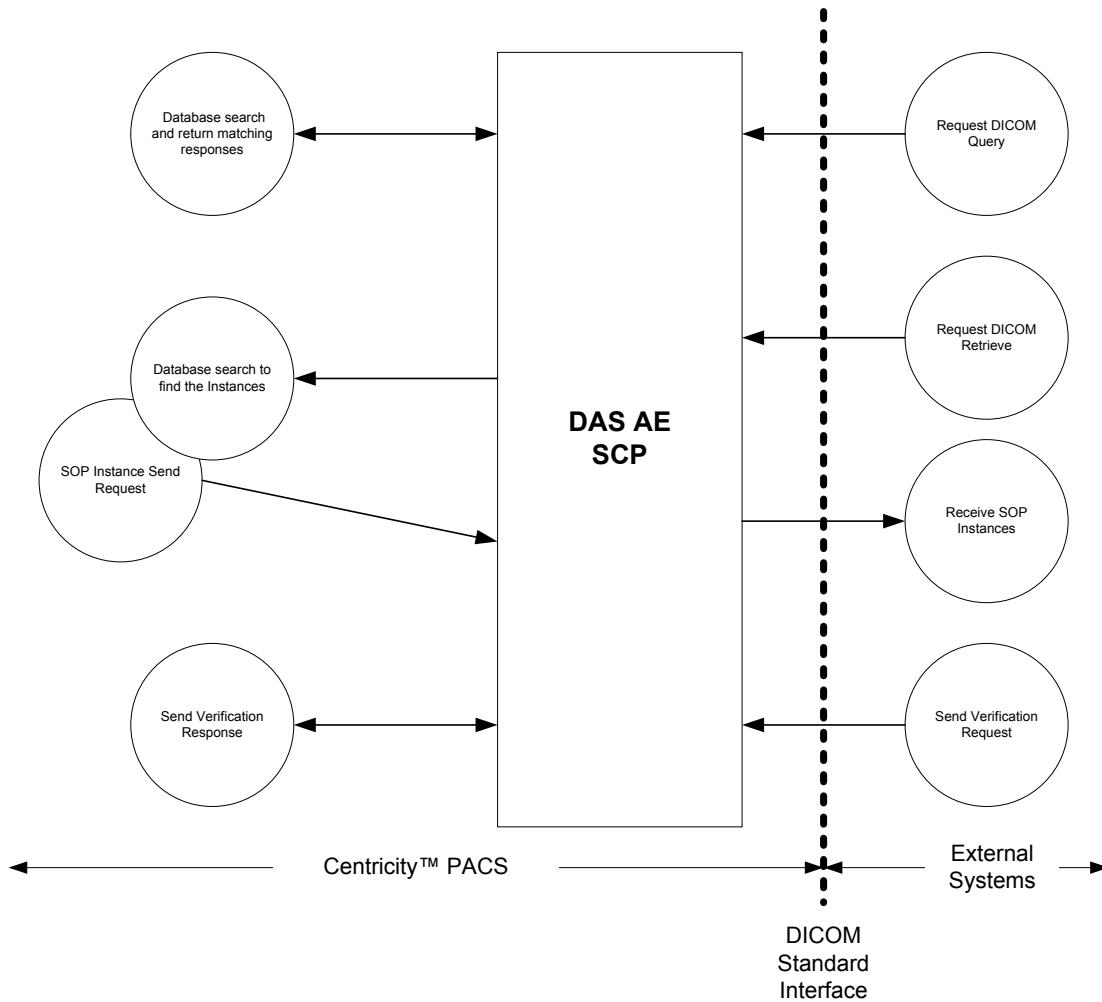 Database search
and return matching
responses
Request DICOM
Query
Request DICOM
Retrieve
Database search to
find the Instances
DAS AE
SCP
SOP Instance Send
Request
Receive SOP
Instances
Send Verification
Response
Send Verification
Request
Centricity™ PACS
External
Systems
DICOM
Standard
Interface